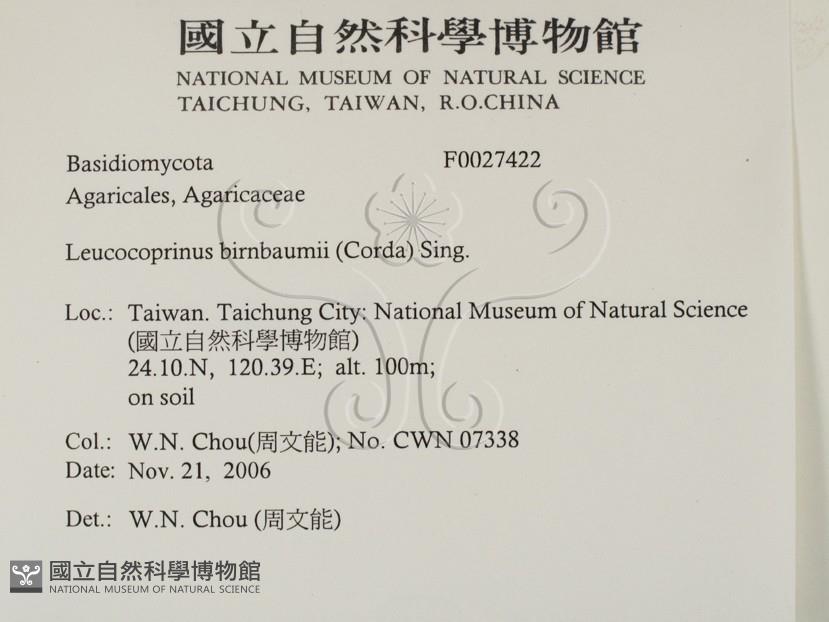 國立自然科學博物館
NATIONAL MUSEUM OF NATURAL SCIENCE
TAICHUNG, TAIWAN, R.O.CHINA
Basidiomycota F0027422
Agaricales, Agaricaceae
Leucocoprinus birnbaumii (Corda) Sing.
Loc.: Taiwan. Taichung City: National Museum of Natural Science
(國立自然科學博物館)
24.10.N, 120.39.E; alt. 100m;
on soil
Col.: W.N. Chou(周文能); No. CWN 07338
Date: Nov. 21, 2006
Det.: W.N. Chou (周文能)
國立自然科學博物館
NATIONAL MUSEUM OF NATURAL SCIENCE